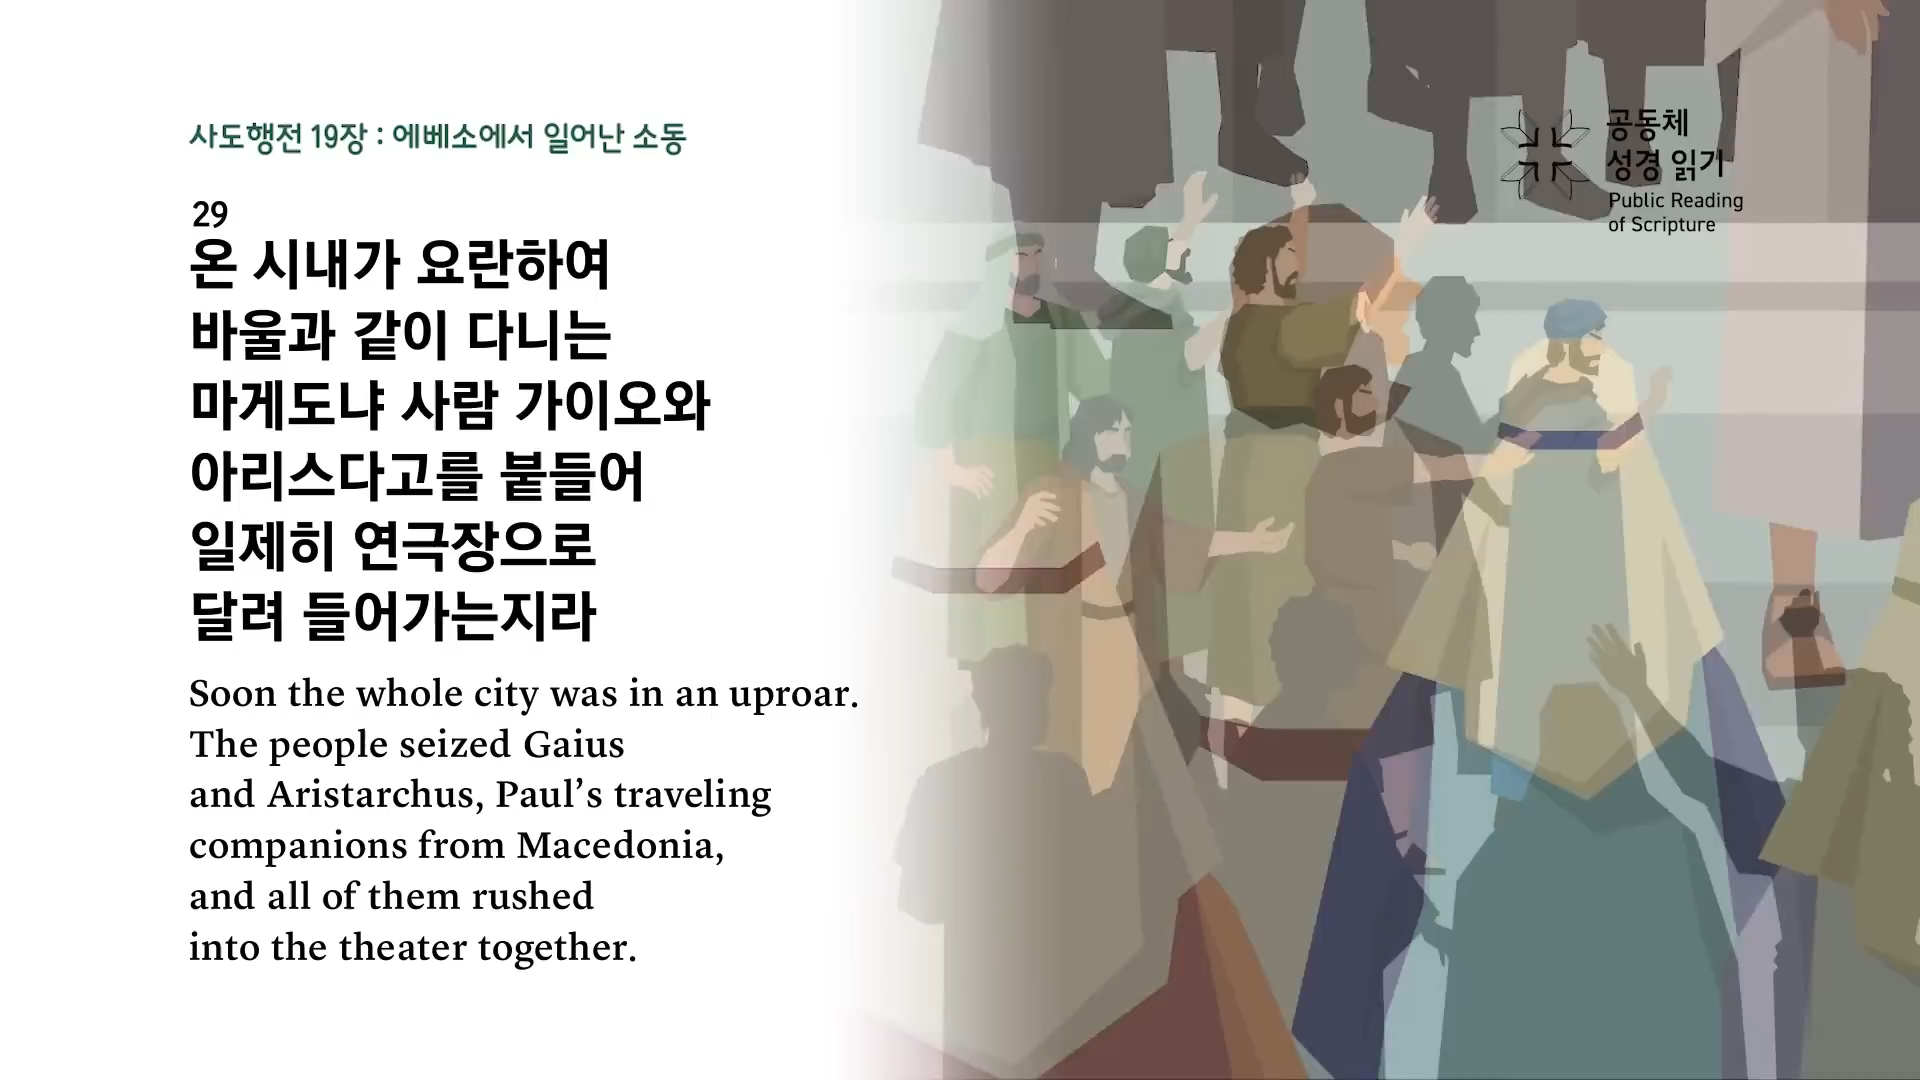 사도행전 19장 : 에베소에서 일어난 소동
29
온 시내가 요란하여
바울과 같이 다니는
마게도냐 사람 가이오와
아리스다고를 붙들어
일제히 연극장으로
달려 들어가는지라
Soon the whole city was in an uproar.
The people seized Gaius
and Aristarchus, Paul’s traveling
companions from Macedonia,
and all of them rushed
into the theater together.
공동체
성경 읽기
Public Reading
of Scripture